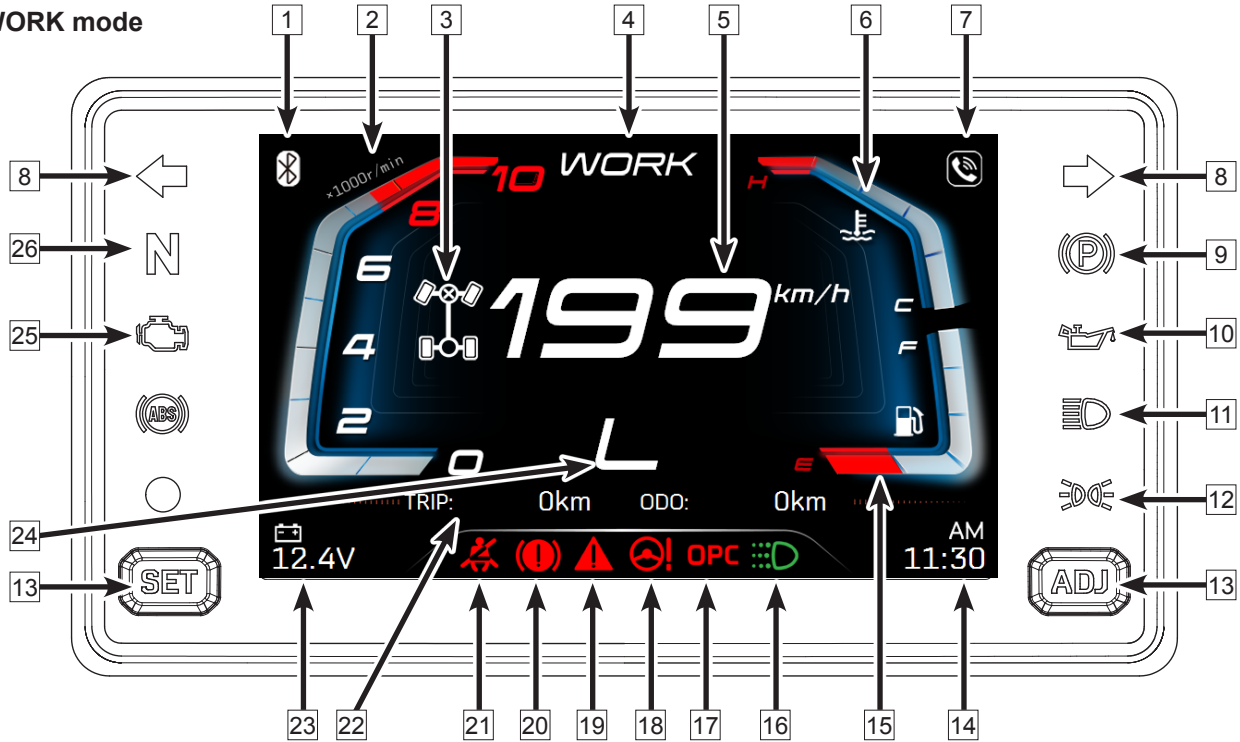 WORK mode
1 2 3 4 5 6 7
×1000r/min
10 WORK H
8 8 8
8
26 N 6 P 9
199 km/h
C
25 4 F 10
ABS 2 11
0 L E 12
TRIP: 0km ODO: 0km
24
AM
12.4V OPC 11:30
13 SET ADJ 13
23 22 21 20 19 18 17 16 15 14